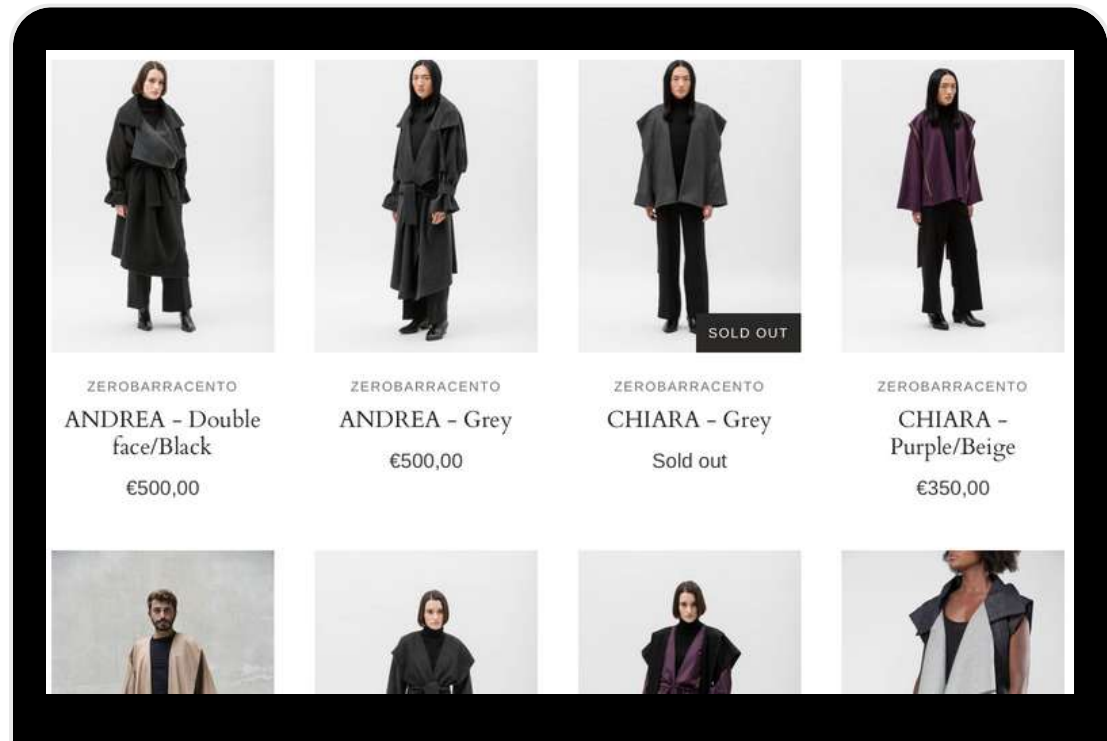 SOLD OUT
ZEROBARRACENTO
ANDREA – Double
face/Black
€500,00
ZEROBARRACENTO
ANDREA – Grey
€500,00
ZEROBARRACENTO
CHIARA – Grey
Sold out
ZEROBARRACENTO
CHIARA –
Purple/Beige
€350,00